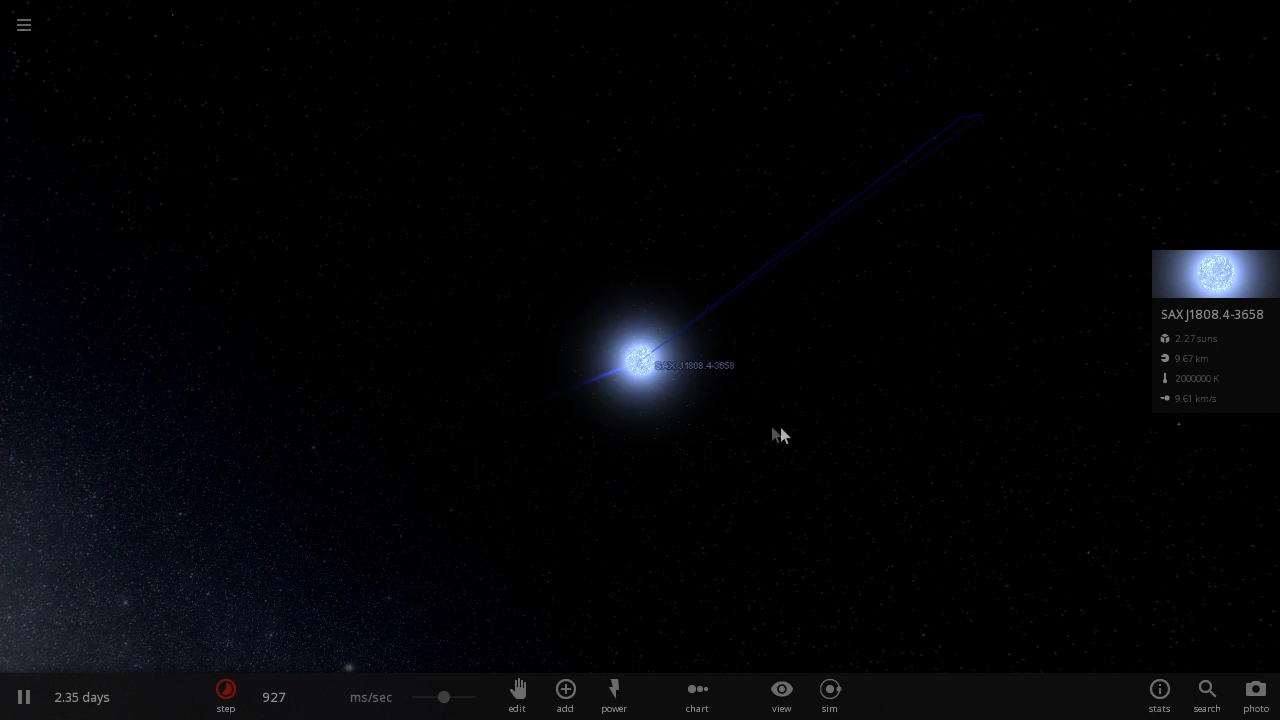 SAX J1808.4-3658
SAX J1808.4-3658
2.27 suns
9.67 km
2000000 K
9.61 km/s
2.35 days
step
927
ms/sec
edit
add
power
chart
view
sim
stats
search
photo